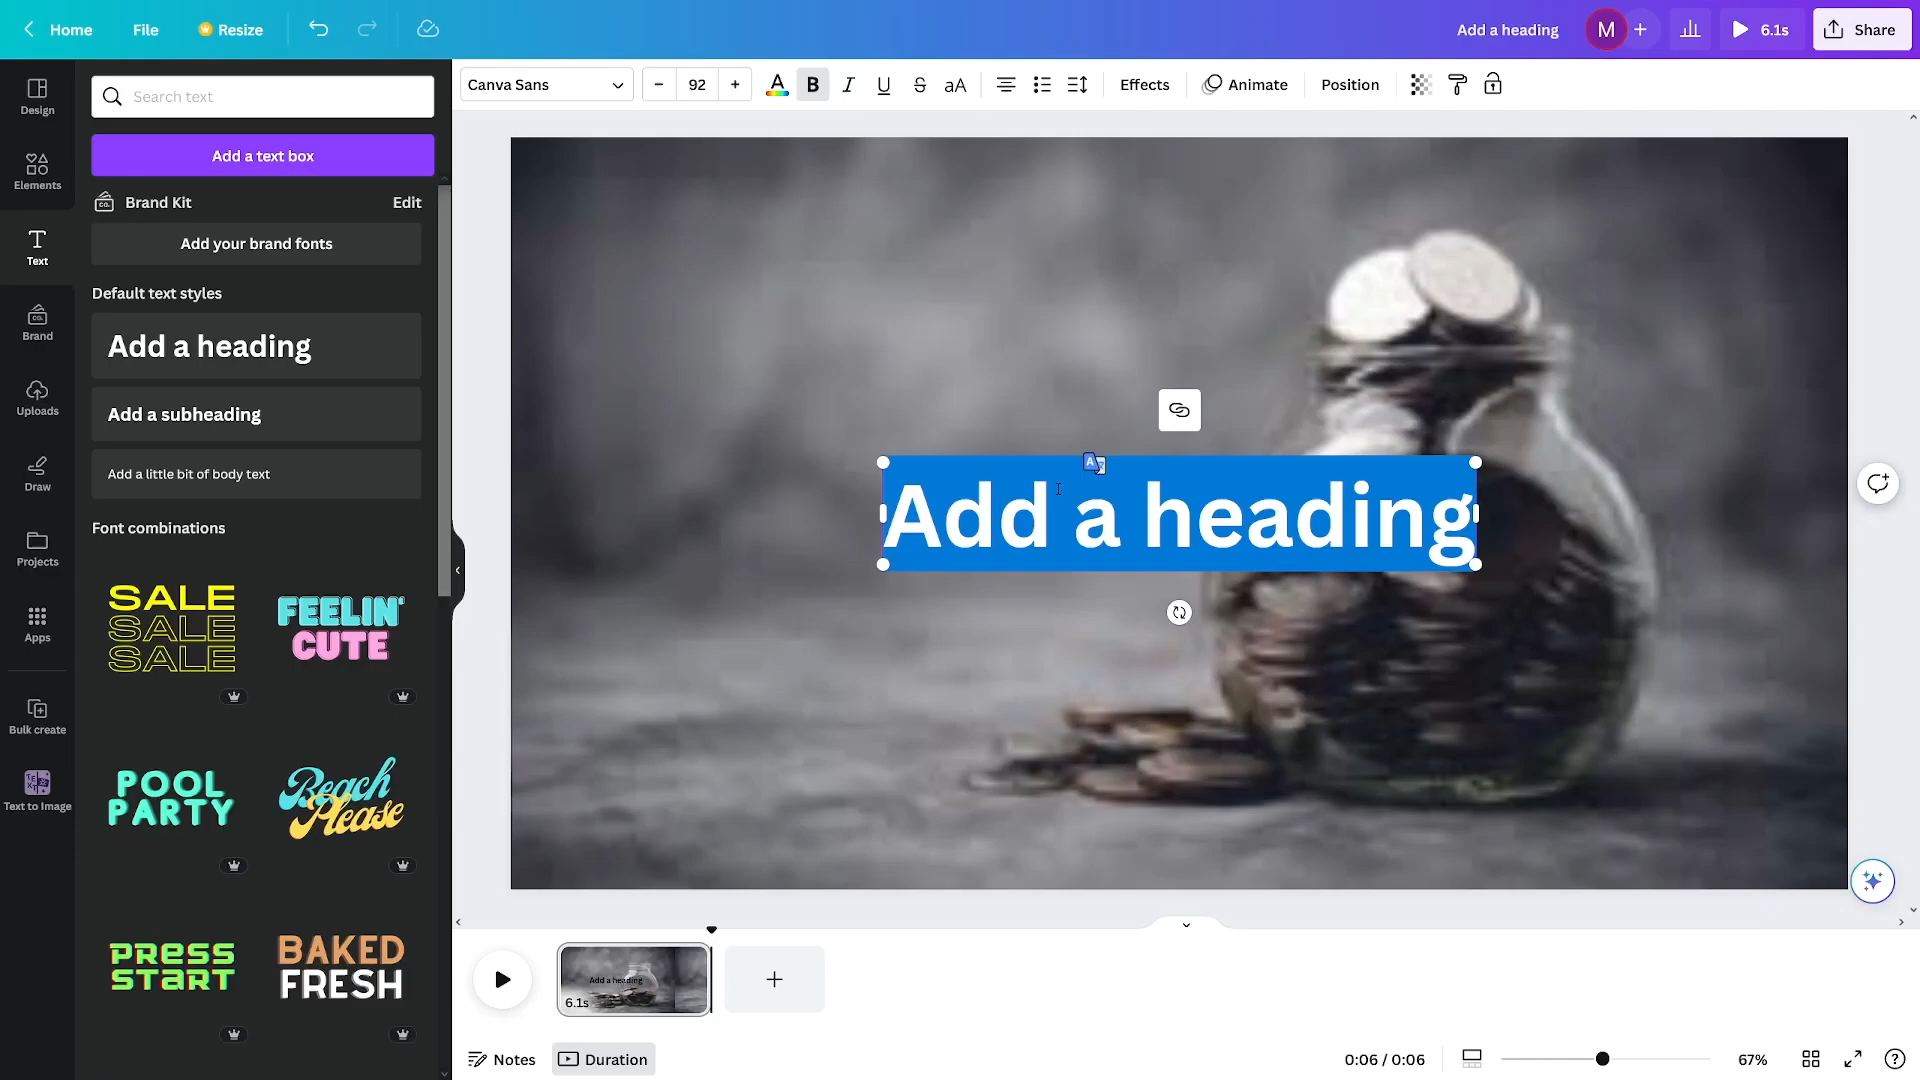 Home
File
Resize
Add a heading
M
6.1s
Share
Design
Elements
Text
Brand
Uploads
Draw
Projects
Apps
Bulk create
Text to Image
Search text
Add a text box
Brand Kit
Edit
Add your brand fonts
Default text styles
Add a heading
Add a subheading
Add a little bit of body text
Font combinations
SALE
SALE
SALE
FEELIN'
CUTE
POOL
PARTY
Beach
Please
PRESS
START
BAKED
FRESH
Canva Sans
92
A
B
I
U
S
aA
Effects
Animate
Position
Add a heading
Add a heading
6.1s
Notes
Duration
0:06 / 0:06
67%